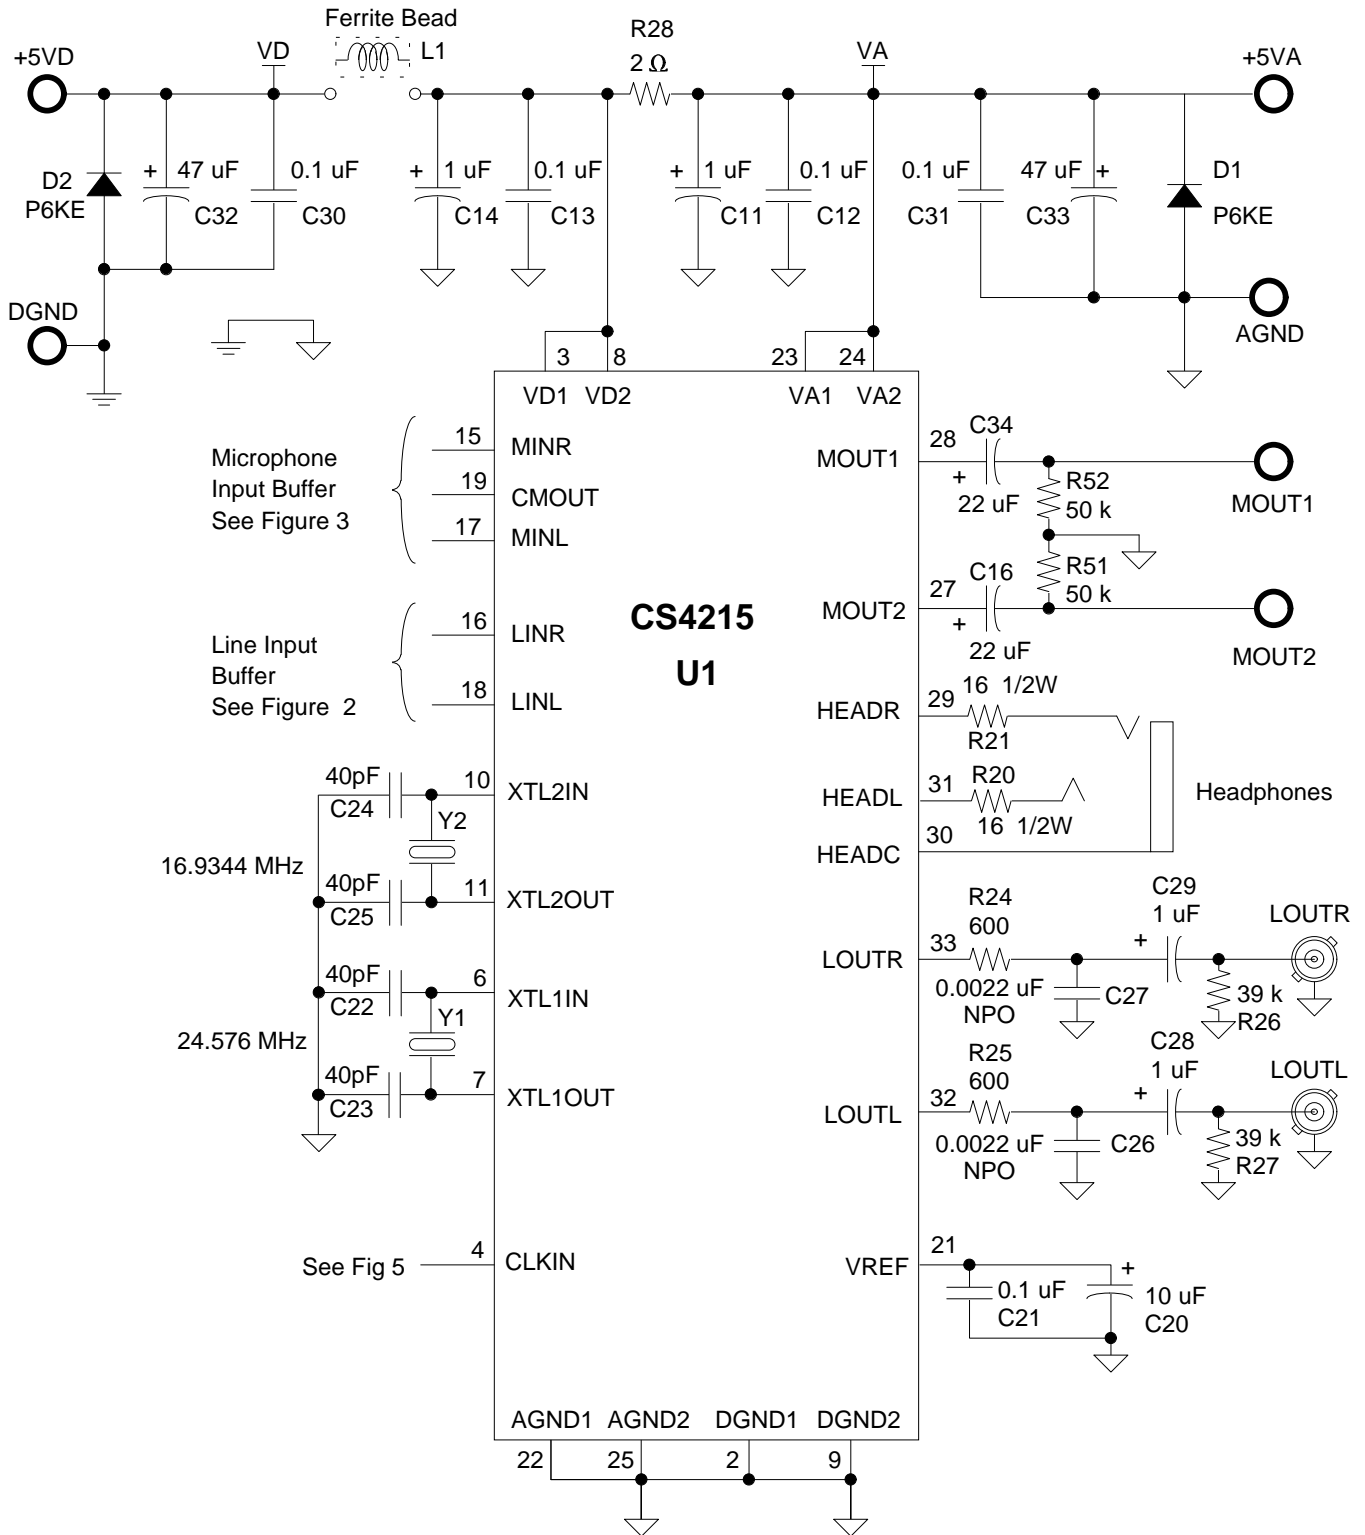 Ferrite Bead
L1
R28
2 Ω
+5VD
VD
VA
+5VA
D2
P6KE
+
47 uF
C32
0.1 uF
C30
+
1 uF
C14
0.1 uF
C13
+
1 uF
C11
0.1 uF
C12
0.1 uF
C31
47 uF
+
C33
D1
P6KE
DGND
AGND
3
8
23
24
VD1
VD2
VA1
VA2
Microphone
Input Buffer
See Figure 3
15
MINR
19
CMOUT
17
MINL
Line Input
Buffer
See Figure 2
16
LINR
18
LINL
CS4215
U1
40pF
C24
10
XTL2IN
Y2
16.9344 MHz
40pF
C25
11
XTL2OUT
40pF
C22
6
XTL1IN
Y1
24.576 MHz
40pF
C23
7
XTL1OUT
See Fig 5
4
CLKIN
MOUT1
28
C34
+
22 uF
R52
50 k
MOUT1
MOUT2
27
C16
+
22 uF
R51
50 k
MOUT2
HEADR
29
16 1/2W
R21
HEADL
31
R20
16 1/2W
HEADC
30
Headphones
LOUTR
33
R24
600
0.0022 uF
NPO
C27
C29
1 uF
+
39 k
R26
LOUTR
LOUTL
32
R25
600
0.0022 uF
NPO
C26
C28
1 uF
+
39 k
R27
LOUTL
VREF
21
0.1 uF
C21
+
10 uF
C20
AGND1
AGND2
DGND1
DGND2
22
25
2
9